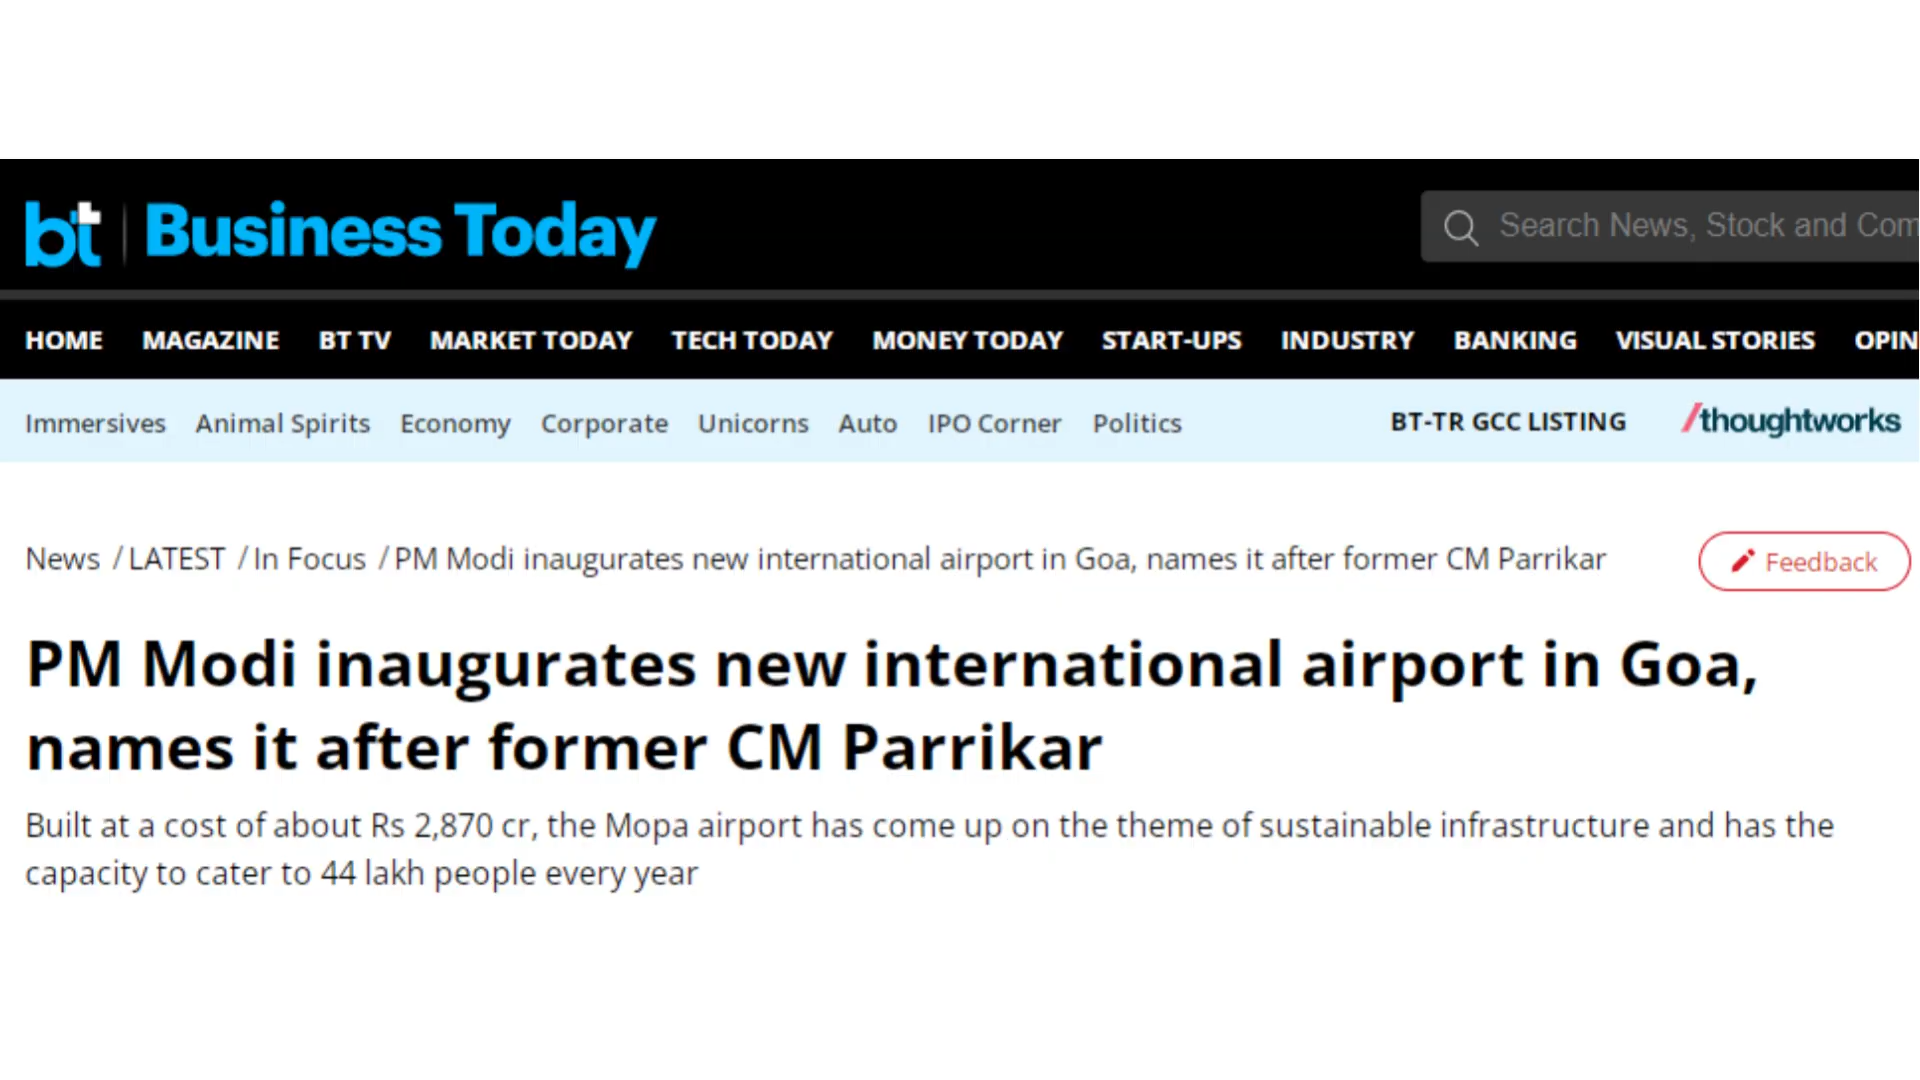 bt | Business Today
Search News, Stock and Com
HOME MAGAZINE BT TV MARKET TODAY TECH TODAY MONEY TODAY START-UPS INDUSTRY BANKING VISUAL STORIES OPIN
Immersives Animal Spirits Economy Corporate Unicorns Auto IPO Corner Politics BT-TR GCC LISTING /thoughtworks
News / LATEST / In Focus / PM Modi inaugurates new international airport in Goa, names it after former CM Parrikar Feedback
PM Modi inaugurates new international airport in Goa,
names it after former CM Parrikar
Built at a cost of about Rs 2,870 cr, the Mopa airport has come up on the theme of sustainable infrastructure and has the
capacity to cater to 44 lakh people every year